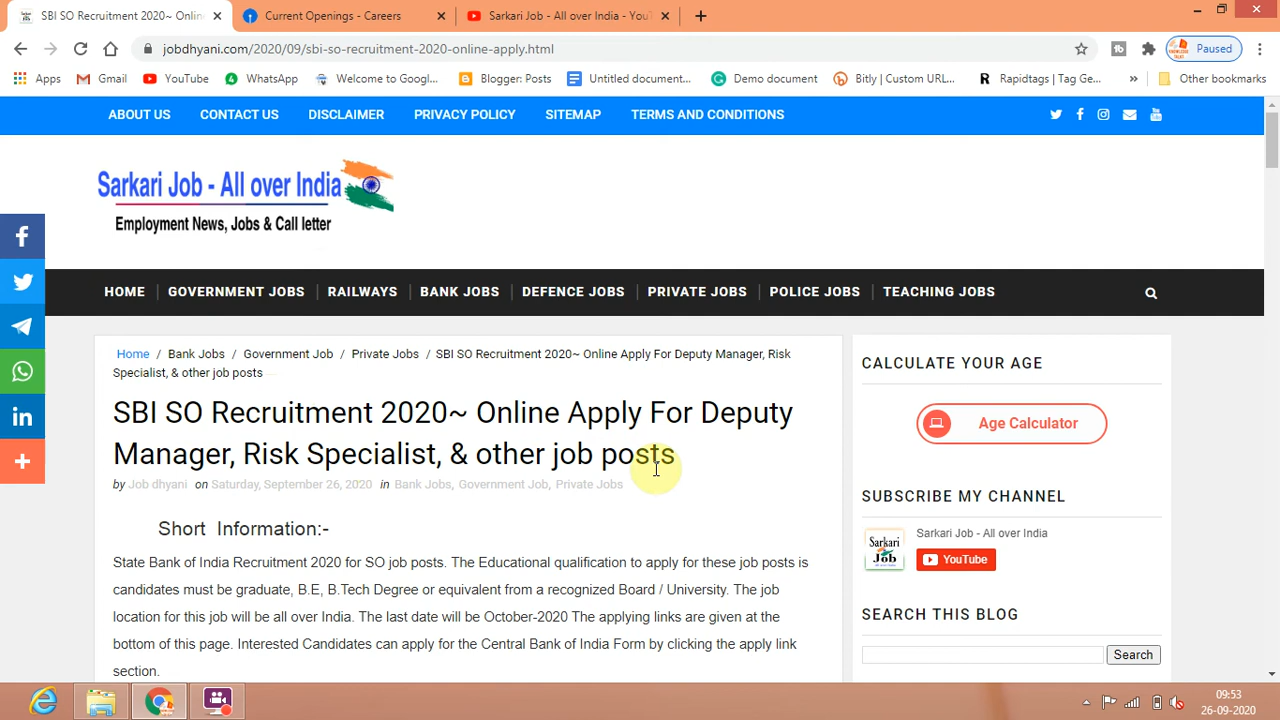 SBI SO Recruitment 2020~ Onlin
Current Openings - Careers
Sarkari Job - All over India - You
jobdhyani.com/2020/09/sbi-so-recruitment-2020-online-apply.html
Paused
Apps
Gmail
YouTube
WhatsApp
Welcome to Googl...
Blogger: Posts
Untitled document...
Demo document
Bitly | Custom URL...
Rapidtags | Tag Ge...
Other bookmarks
ABOUT US
CONTACT US
DISCLAIMER
PRIVACY POLICY
SITEMAP
TERMS AND CONDITIONS
Sarkari Job - All over India
Employment News, Jobs & Call letter
HOME
GOVERNMENT JOBS
RAILWAYS
BANK JOBS
DEFENCE JOBS
PRIVATE JOBS
POLICE JOBS
TEACHING JOBS
Home / Bank Jobs / Government Job / Private Jobs / SBI SO Recruitment 2020~ Online Apply For Deputy Manager, Risk
Specialist, & other job posts
SBI SO Recruitment 2020~ Online Apply For Deputy
Manager, Risk Specialist, & other job posts
by Job dhyani on Saturday, September 26, 2020 in Bank Jobs, Government Job, Private Jobs
Short Information:-
State Bank of India Recruitment 2020 for SO job posts. The Educational qualification to apply for these job posts is
candidates must be graduate, B.E, B.Tech Degree or equivalent from a recognized Board / University. The job
location for this job will be all over India. The last date will be October-2020 The applying links are given at the
bottom of this page. Interested Candidates can apply for the Central Bank of India Form by clicking the apply link
section.
CALCULATE YOUR AGE
Age Calculator
SUBSCRIBE MY CHANNEL
Sarkari
Job
Sarkari Job - All over India
YouTube
SEARCH THIS BLOG
Search
09:53
26-09-2020